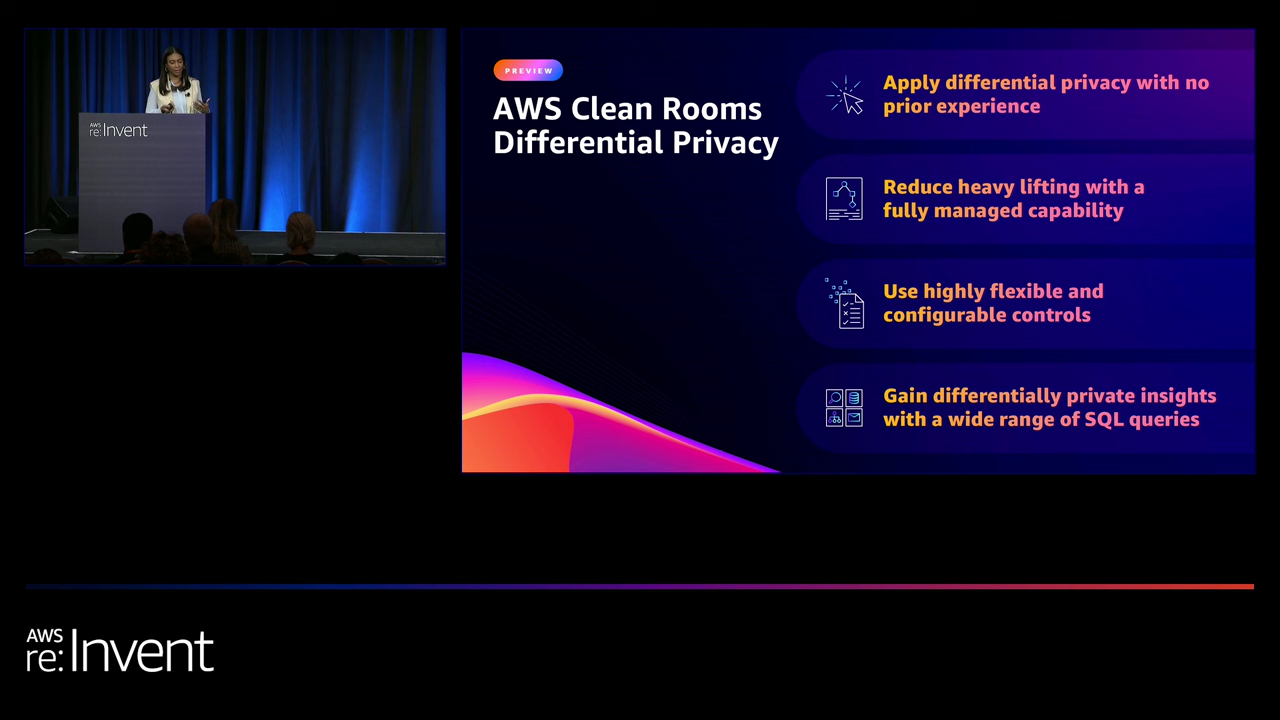 AWS
re:Invent
PREVIEW
AWS Clean Rooms
Differential Privacy
Apply differential privacy with no
prior experience
Reduce heavy lifting with a
fully managed capability
Use highly flexible and
configurable controls
Gain differentially private insights
with a wide range of SQL queries
AWS
re:Invent